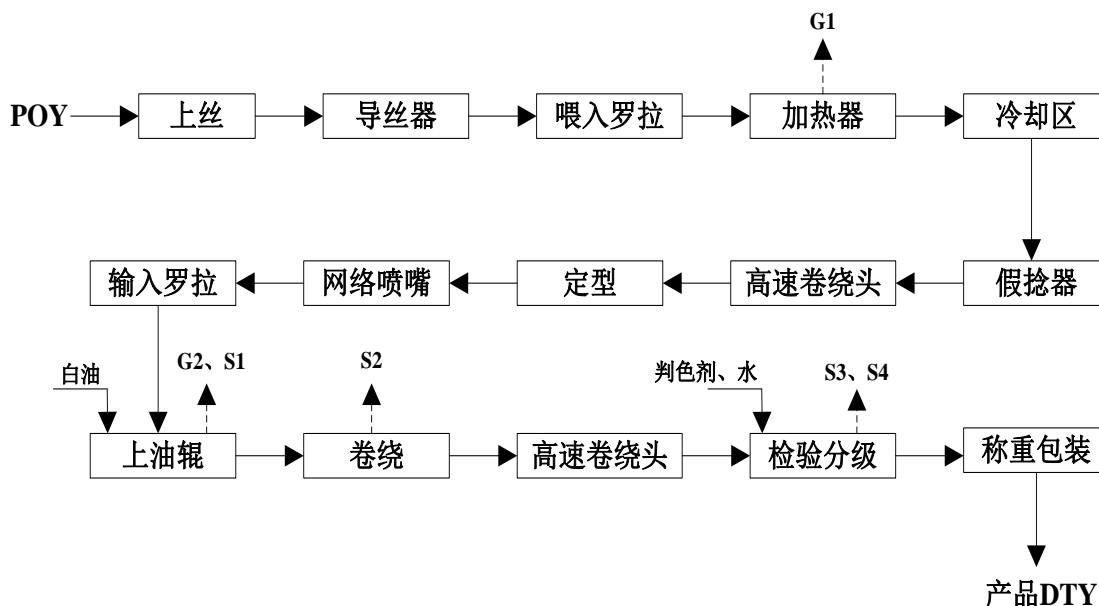 G1
POY
上丝
导丝器
喂入罗拉
加热器
冷却区
输入罗拉
网络喷嘴
定型
高速卷绕头
假捻器
白油
G2、S1
S2
判色剂、水
S3、S4
上油辊
卷绕
高速卷绕头
检验分级
称重包装
产品DTY